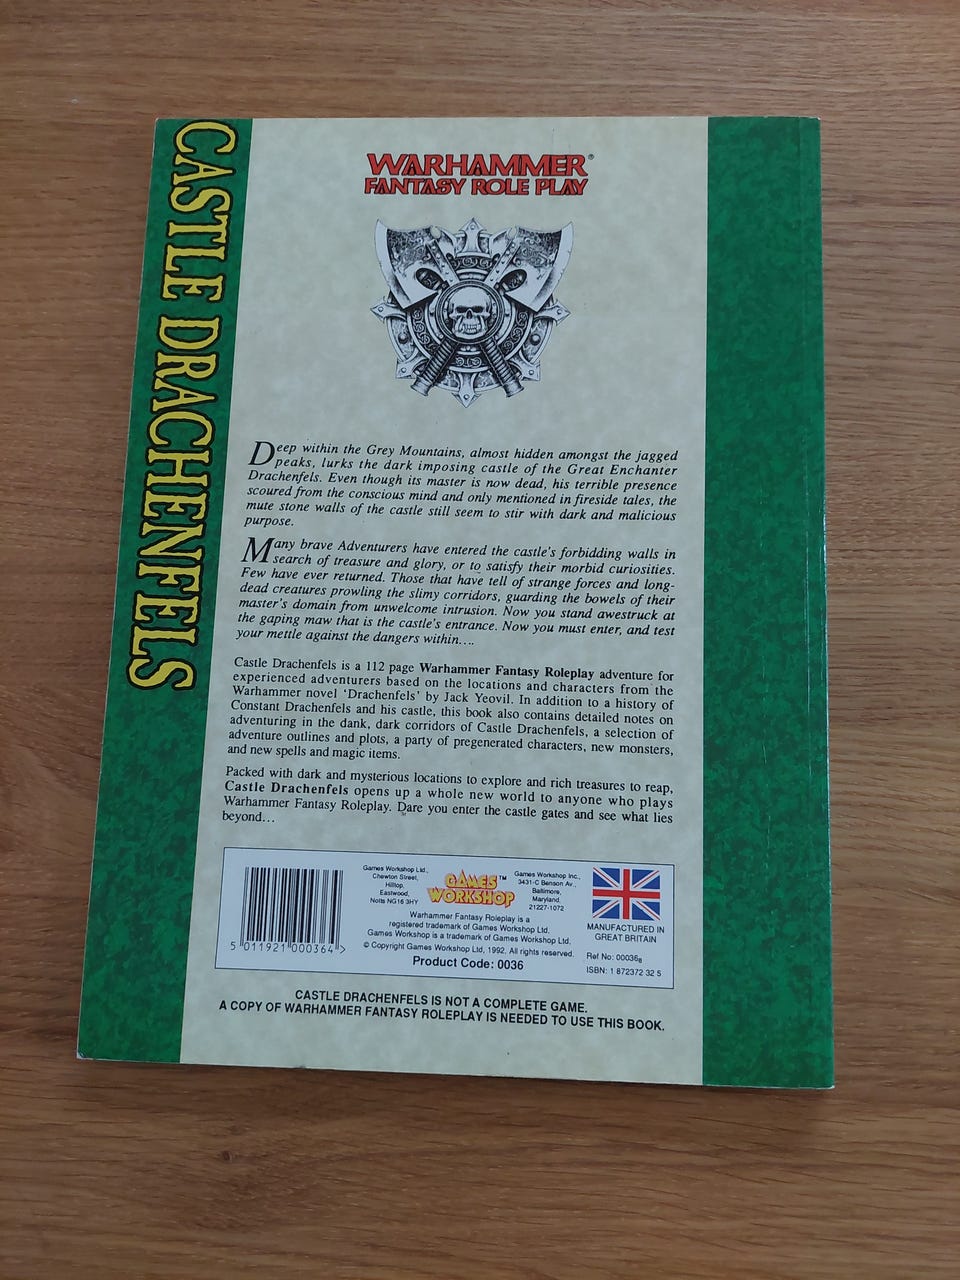 CASTLE DRACHENFELS
WARHAMMER®
FANTASY ROLE PLAY
Deep within the Grey Mountains, almost hidden amongst the jagged
peaks, lurks the dark imposing castle of the Great Enchanter
Drachenfels. Even though its master is now dead, his terrible presence
scoured from the conscious mind and only mentioned in fireside tales, the
mute stone walls of the castle still seem to stir with dark and malicious
purpose.
Many brave Adventurers have entered the castle's forbidding walls in
search of treasure and glory, or to satisfy their morbid curiosities.
Few have ever returned. Those that have tell of strange forces and long-
dead creatures prowling the slimy corridors, guarding the bowels of their
master's domain from unwelcome intrusion. Now you stand awestruck at
the gaping maw that is the castle's entrance. Now you must enter, and test
your mettle against the dangers within....
Castle Drachenfels is a 112 page Warhammer Fantasy Roleplay adventure for
experienced adventurers based on the locations and characters from the
Warhammer novel 'Drachenfels' by Jack Yeovil. In addition to a history of
Constant Drachenfels and his castle, this book also contains detailed notes on
adventuring in the dank, dark corridors of Castle Drachenfels, a selection of
adventure outlines and plots, a party of pregenerated characters, new monsters,
and new spells and magic items.
Packed with dark and mysterious locations to explore and rich treasures to reap,
Castle Drachenfels opens up a whole new world to anyone who plays
Warhammer Fantasy Roleplay. Dare you enter the castle gates and see what lies
beyond...
5 011921 000364 >
Games Workshop Ltd.,
Chewton Street,
Hilltop,
Eastwood,
Notts NG16 3HY
GAMES™
WORKSHOP
Games Workshop Inc.,
3431-C Benson Av.,
Baltimore,
Maryland.
21227-1072
Warhammer Fantasy Roleplay is a
registered trademark of Games Workshop Ltd.
Games Workshop is a trademark of Games Workshop Ltd.
© Copyright Games Workshop Ltd, 1992. All rights reserved.
Product Code: 0036
MANUFACTURED IN
GREAT BRITAIN
Ref No: 00036B
ISBN: 1 872372 32 5
CASTLE DRACHENFELS IS NOT A COMPLETE GAME.
A COPY OF WARHAMMER FANTASY ROLEPLAY IS NEEDED TO USE THIS BOOK.